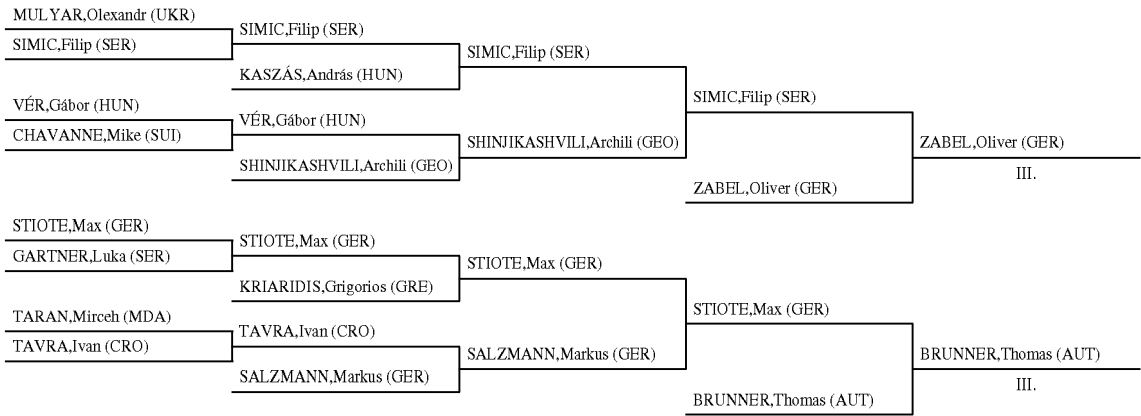 MULYAR,Olexandr (UKR)
SIMIC,Filip (SER)
SIMIC,Filip (SER)
KASZÁS,András (HUN)
SIMIC,Filip (SER)
VÉR,Gábor (HUN)
CHAVANNE,Mike (SUI)
VÉR,Gábor (HUN)
SHINJIKASHVILI,Archili (GEO)
SHINJIKASHVILI,Archili (GEO)
SIMIC,Filip (SER)
ZABEL,Oliver (GER)
ZABEL,Oliver (GER)
III.
STIOTE,Max (GER)
GARTNER,Luka (SER)
STIOTE,Max (GER)
KRIARIDIS,Grigorios (GRE)
STIOTE,Max (GER)
TARAN,Mirceh (MDA)
TAVRA,Ivan (CRO)
TAVRA,Ivan (CRO)
SALZMANN,Markus (GER)
SALZMANN,Markus (GER)
STIOTE,Max (GER)
BRUNNER,Thomas (AUT)
BRUNNER,Thomas (AUT)
III.